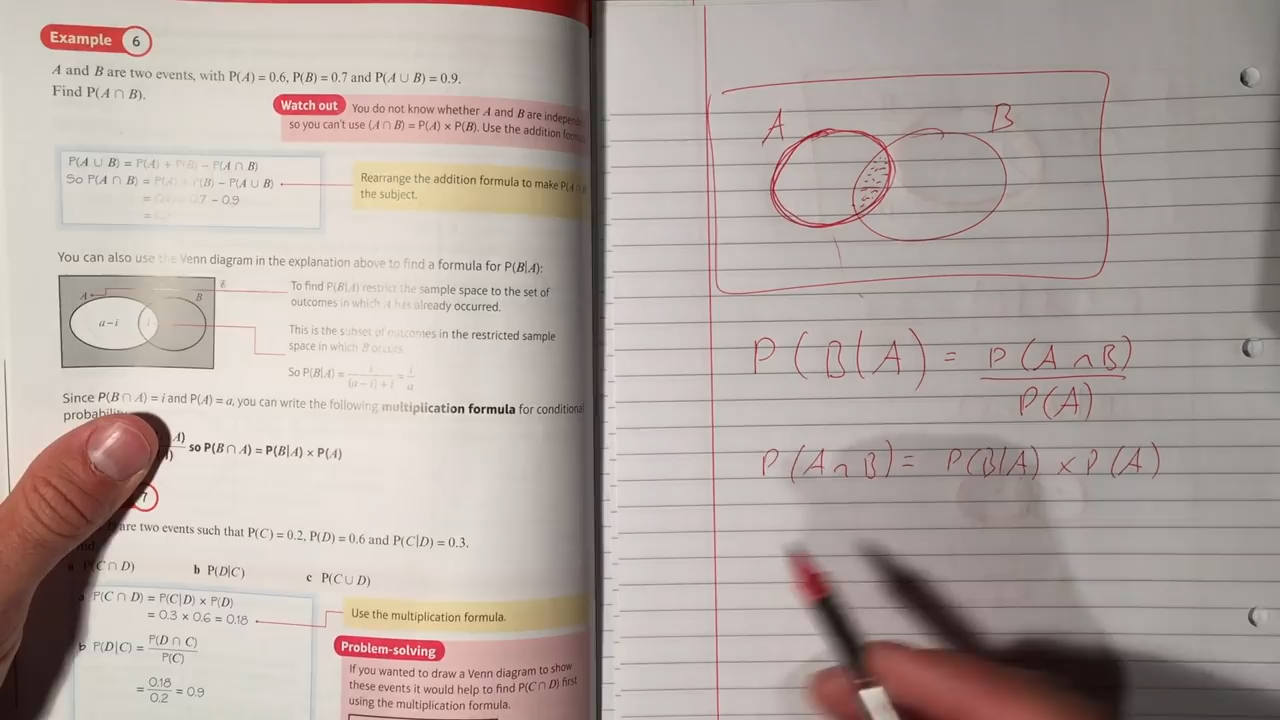 Example 6
A and B are two events, with P(A) = 0.6, P(B) = 0.7 and P(A ∪ B) = 0.9.
Find P(A ∩ B).
Watch out You do not know whether A and B are
so you can't use (A ∩ B) = P(A) × P(B). Use the addition
P(A ∪ B) = P(A) + P(B) − P(A ∩ B)
So P(A ∩ B) = P(A) + P(B) − P(A ∪ B)
= 0.7 − 0.9
=
Rearrange the addition formula to make
the subject.
You can also use the Venn diagram in the explanation above to find a formula for P(B|A):
A
B
a−i
i
To find P(B|A) restrict the sample space to the set of
outcomes in which A has already occurred.
This is the subset of outcomes in the restricted sample
space in which B occurs.
So P(B|A) = i/((a−i)+i) = i/a
Since P(B ∩ A) = i and P(A) = a, you can write the following multiplication formula for conditional
probability
A) so P(B ∩ A) = P(B|A) × P(A)
7
are two events such that P(C) = 0.2, P(D) = 0.6 and P(C|D) = 0.3.
(C ∩ D) b P(D|C) c P(C ∪ D)
a P(C ∩ D) = P(C|D) × P(D)
= 0.3 × 0.6 = 0.18
Use the multiplication formula.
b P(D|C) = P(D ∩ C)/P(C)
= 0.18/0.2 = 0.9
Problem-solving
If you wanted to draw a Venn diagram to show
these events it would help to find P(C ∩ D) first
using the multiplication formula.
A
B
P(B|A) = P(A∩B)/P(A)
P(A∩B) = P(B|A) × P(A)